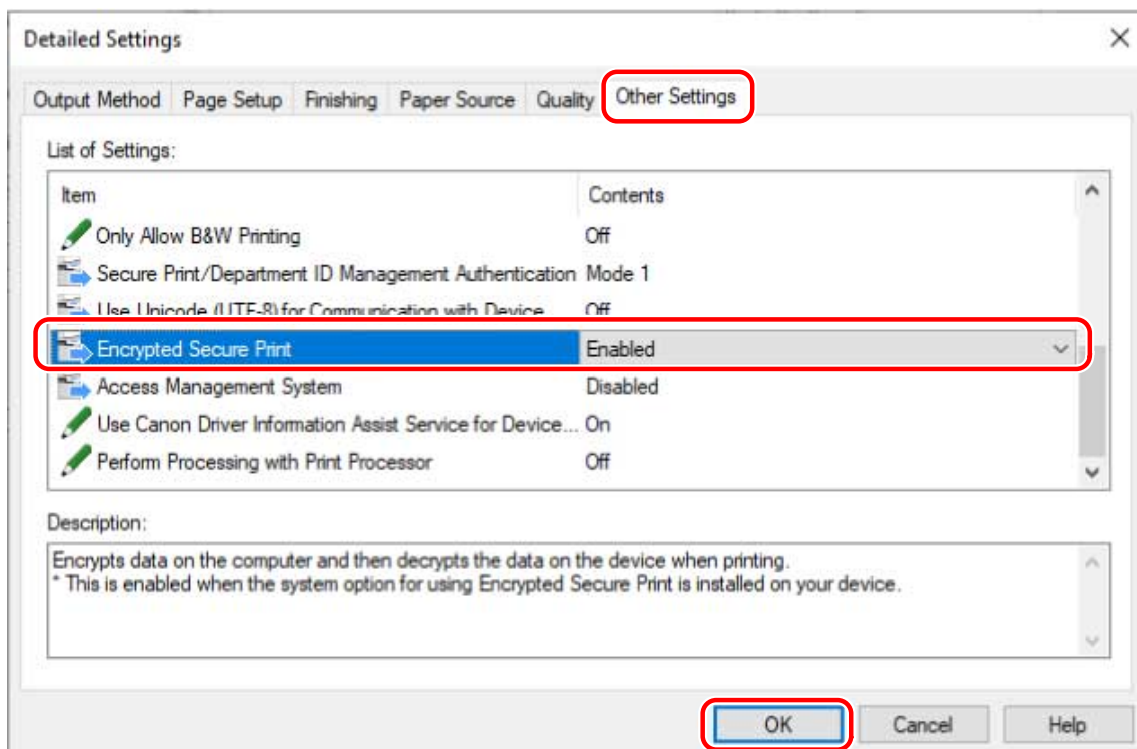 Detailed Settings
Output Method Page Setup Finishing Paper Source Quality Other Settings
List of Settings:
Item Contents
Only Allow B&W Printing Off
Secure Print/Department ID Management Authentication Mode 1
Use Unicode (UTF-8) for Communication with Device Off
Encrypted Secure Print Enabled
Access Management System Disabled
Use Canon Driver Information Assist Service for Device... On
Perform Processing with Print Processor Off
Description:
Encrypts data on the computer and then decrypts the data on the device when printing.
* This is enabled when the system option for using Encrypted Secure Print is installed on your device.
OK Cancel Help